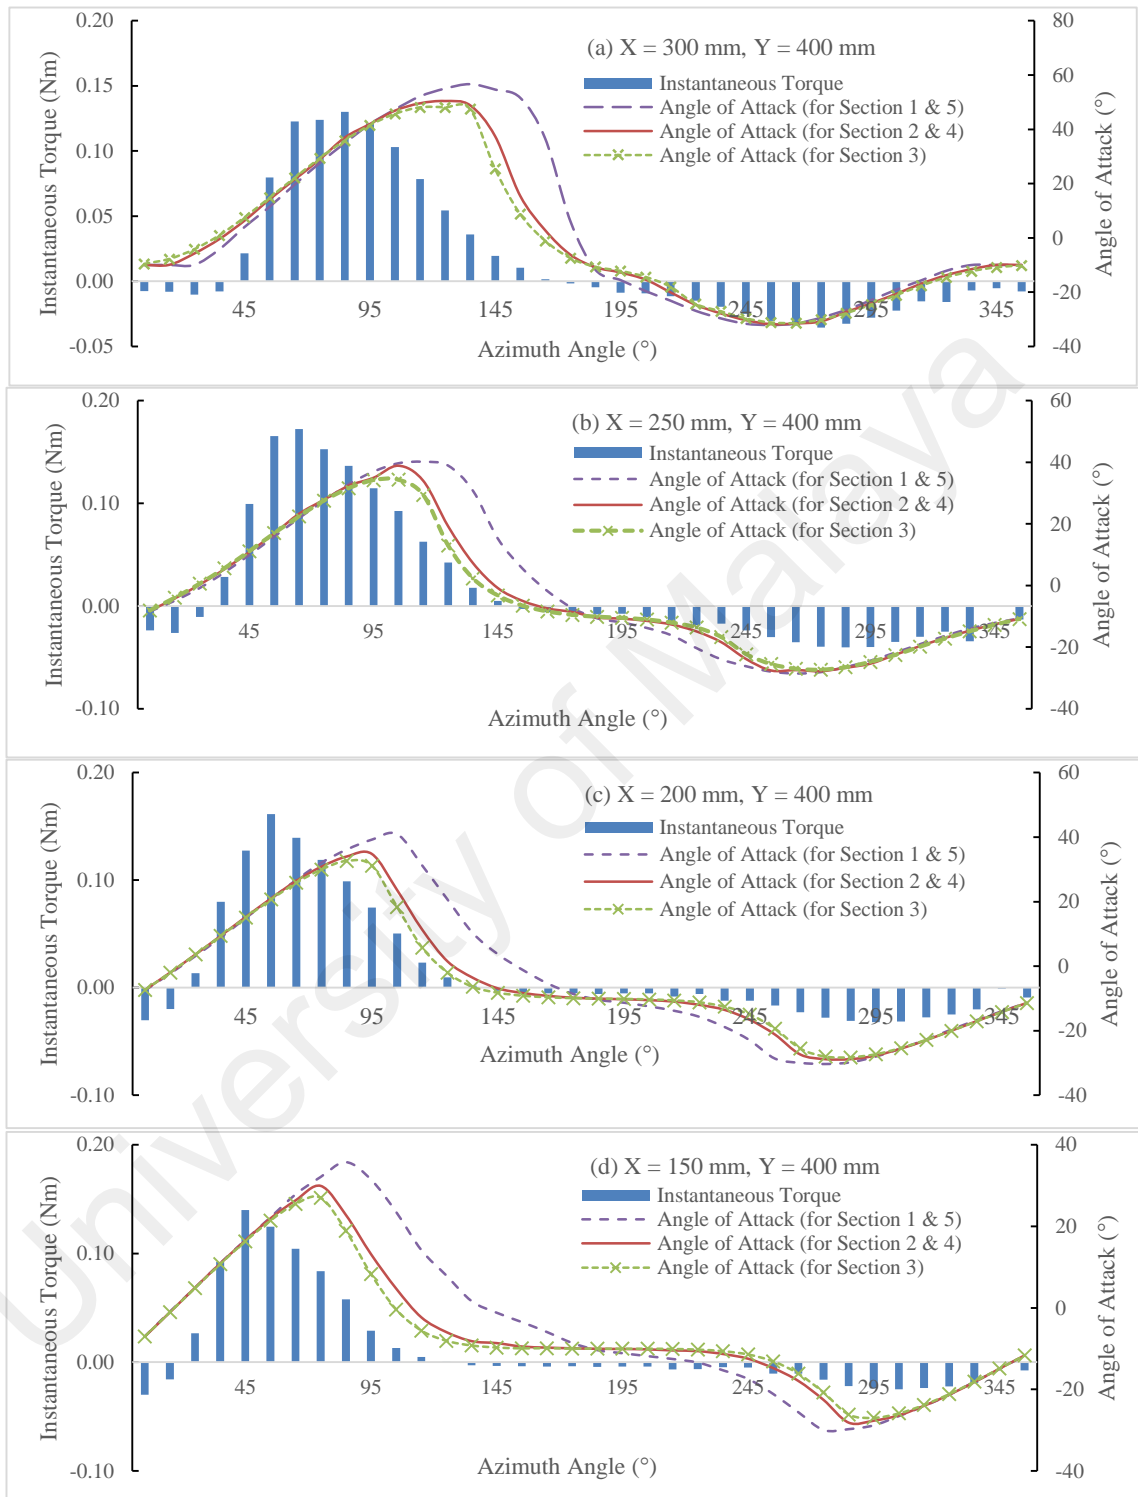 (a) X = 300 mm, Y = 400 mm
Instantaneous Torque
Angle of Attack (for Section 1 & 5)
Angle of Attack (for Section 2 & 4)
Angle of Attack (for Section 3)
Instantaneous Torque (Nm)
0.20
0.15
0.10
0.05
0.00
-0.05
45 95 145 195 245 295 345
Azimuth Angle (°)
80
60
40
20
0
-20
-40
Angle of Attack (°)
(b) X = 250 mm, Y = 400 mm
Instantaneous Torque
Angle of Attack (for Section 1 & 5)
Angle of Attack (for Section 2 & 4)
Angle of Attack (for Section 3)
Instantaneous Torque (Nm)
0.20
0.10
0.00
-0.10
45 95 145 195 245 295 345
Azimuth Angle (°)
60
40
20
0
-20
-40
Angle of Attack (°)
(c) X = 200 mm, Y = 400 mm
Instantaneous Torque
Angle of Attack (for Section 1 & 5)
Angle of Attack (for Section 2 & 4)
Angle of Attack (for Section 3)
Instantaneous Torque (Nm)
0.20
0.10
0.00
-0.10
45 95 145 195 245 295 345
Azimuth Angle (°)
60
40
20
0
-20
-40
Angle of Attack (°)
(d) X = 150 mm, Y = 400 mm
Instantaneous Torque
Angle of Attack (for Section 1 & 5)
Angle of Attack (for Section 2 & 4)
Angle of Attack (for Section 3)
Instantaneous Torque (Nm)
0.20
0.10
0.00
-0.10
45 95 145 195 245 295 345
Azimuth Angle (°)
40
20
0
-20
-40
Angle of Attack (°)
University of Malaya